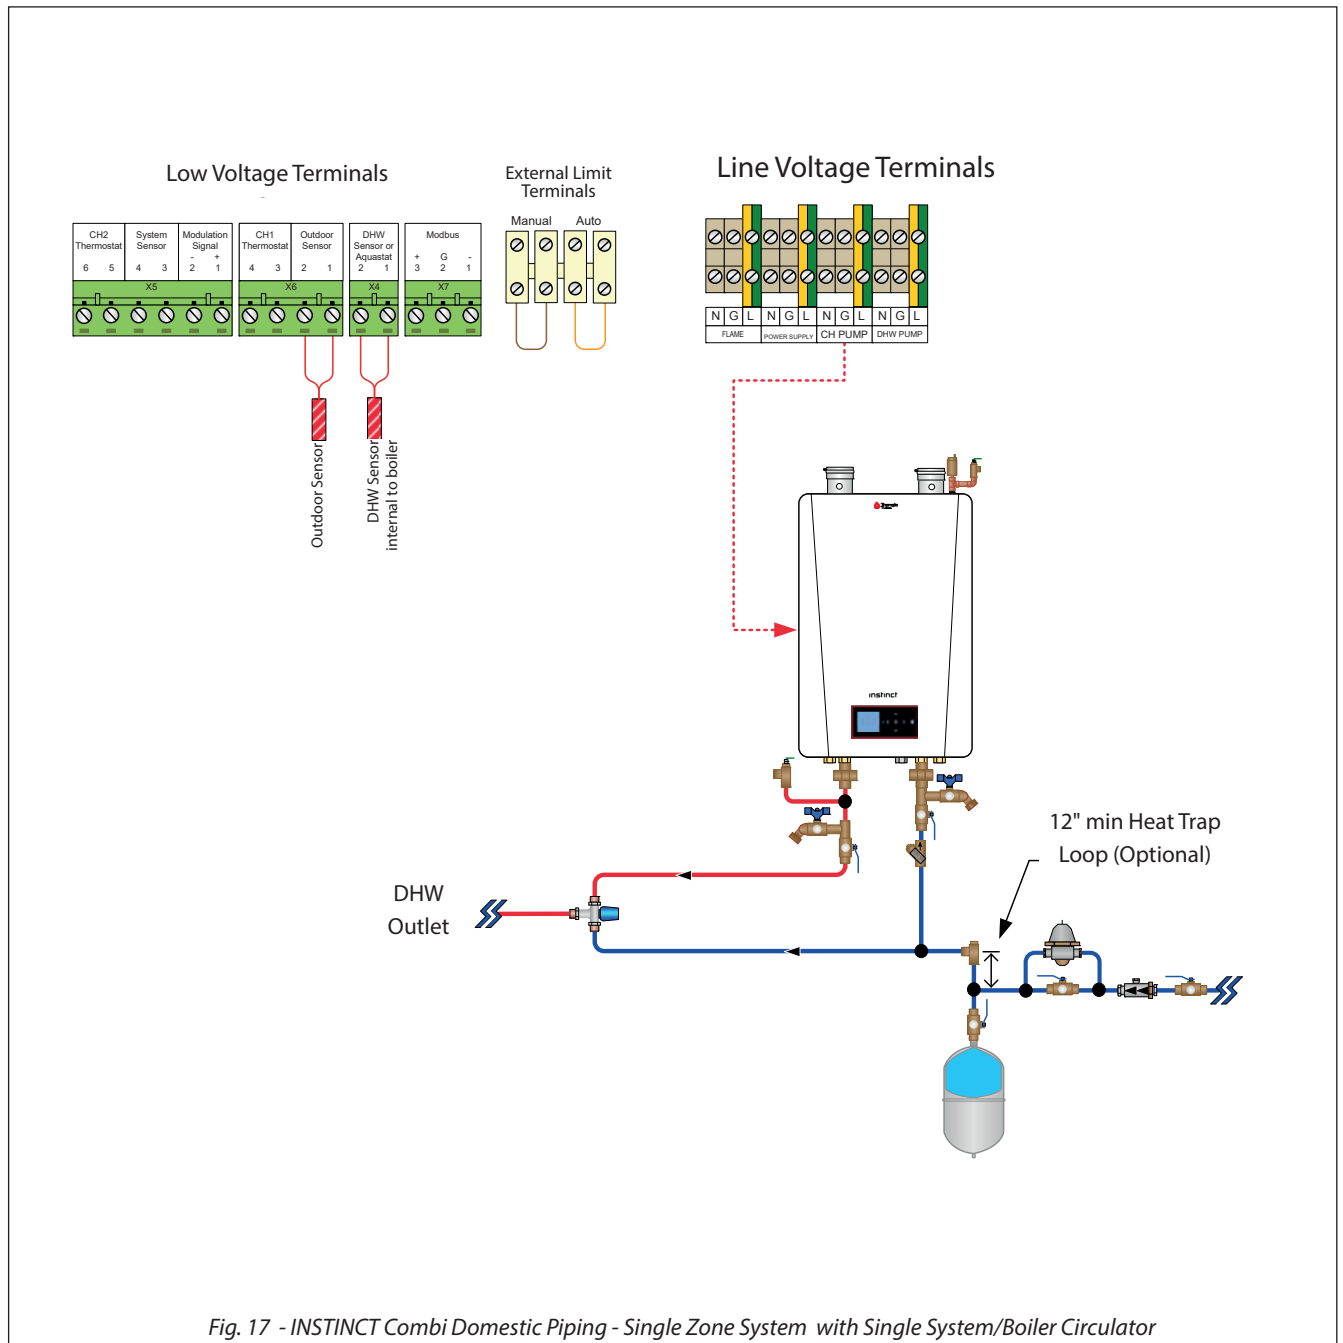 Low Voltage Terminals
External Limit
Terminals
Line Voltage Terminals
Manual Auto
CH2
Thermostat
6 5
System
Sensor
4 3
Modulation
Signal
- +
2 1
X5
CH1
Thermostat
4 3
Outdoor
Sensor
2 1
X6
DHW
Sensor or
Aquastat
2 1
X4
Modbus
+ G -
3 2 1
X7
N G L N G L N G L N G L
FLAME POWER SUPPLY CH PUMP DHW PUMP
Outdoor Sensor
DHW Sensor
internal to boiler
instinct
12" min Heat Trap
Loop (Optional)
DHW
Outlet
Fig. 17 - INSTINCT Combi Domestic Piping - Single Zone System with Single System/Boiler Circulator